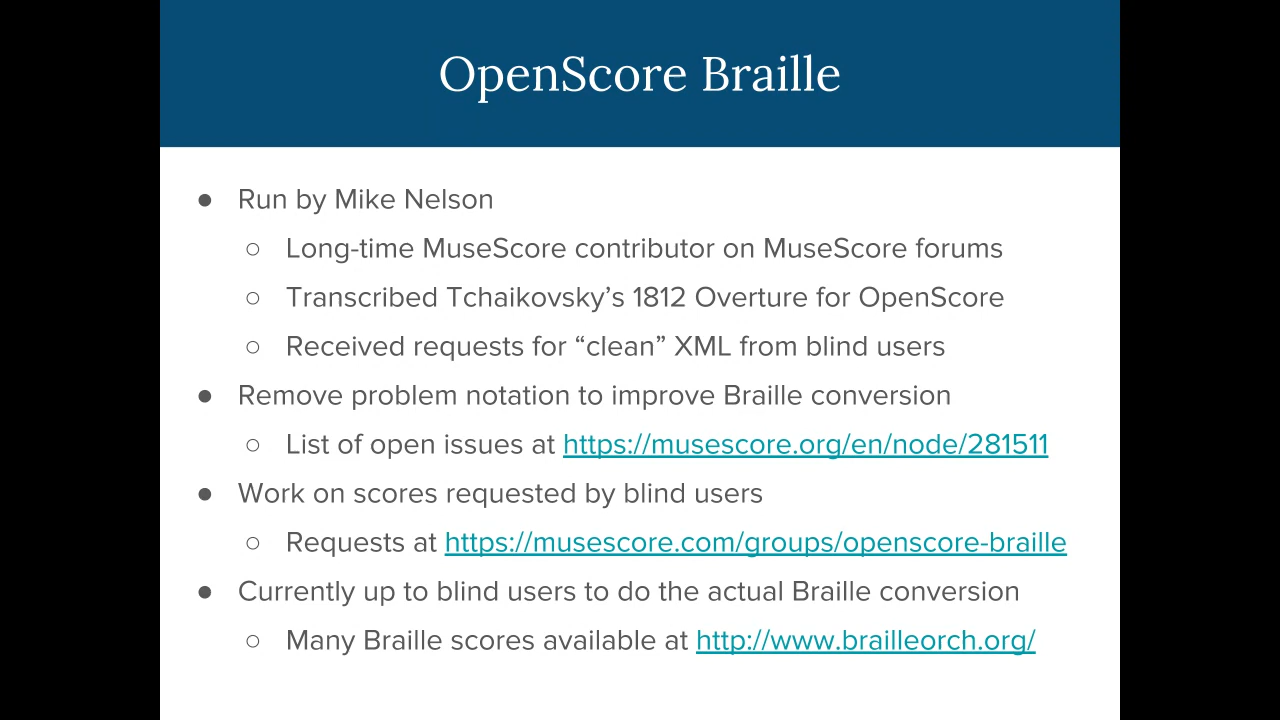 OpenScore Braille
● Run by Mike Nelson
○ Long-time MuseScore contributor on MuseScore forums
○ Transcribed Tchaikovsky’s 1812 Overture for OpenScore
○ Received requests for “clean” XML from blind users
● Remove problem notation to improve Braille conversion
○ List of open issues at https://musescore.org/en/node/281511
● Work on scores requested by blind users
○ Requests at https://musescore.com/groups/openscore-braille
● Currently up to blind users to do the actual Braille conversion
○ Many Braille scores available at http://www.brailleorch.org/